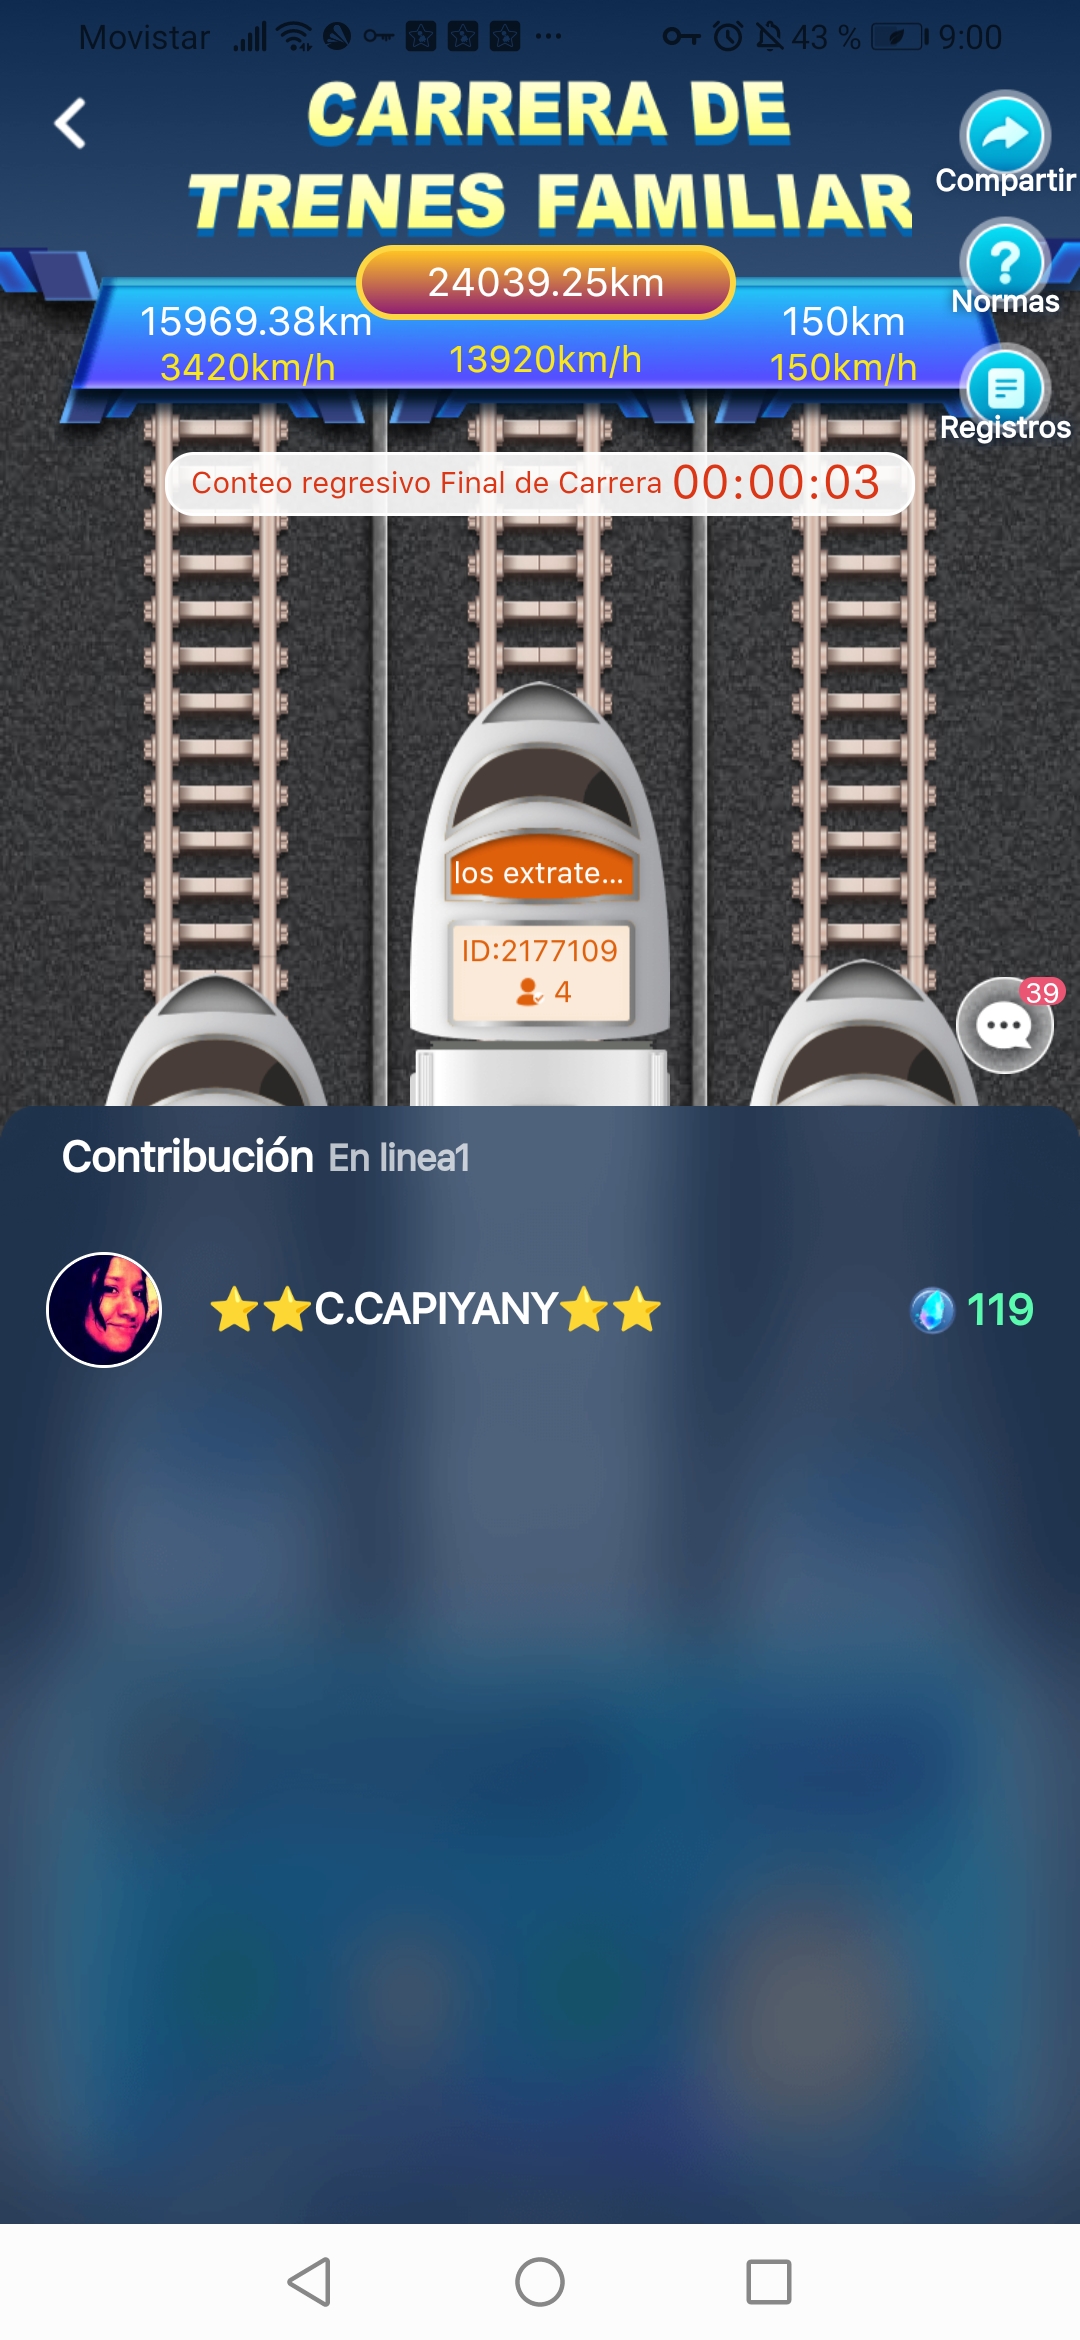 Movistar 43 % 9:00
CARRERA DE
TRENES FAMILIAR
Compartir
24039.25km
15969.38km
150km
Normas
3420km/h
13920km/h
150km/h
Registros
Conteo regresivo Final de Carrera 00:00:03
los extrate...
ID:2177109
4
39
Contribución En linea1
⭐⭐C.CAPIYANY⭐⭐ 119